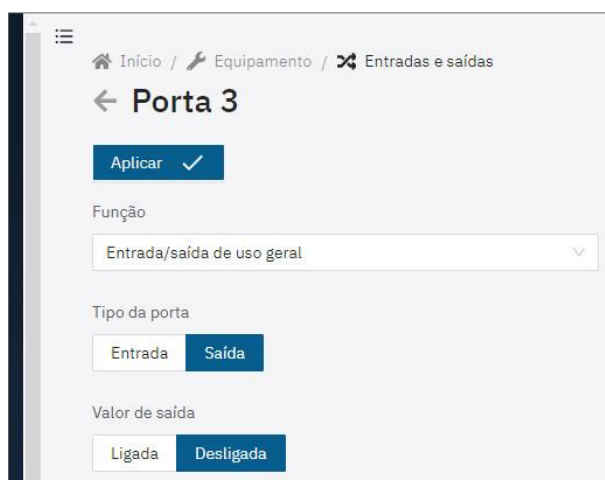 Início / Equipamento / Entradas e saídas
Porta 3
Aplicar
Função
Entrada/saída de uso geral
Tipo da porta
Entrada Saída
Valor de saída
Ligada Desligada